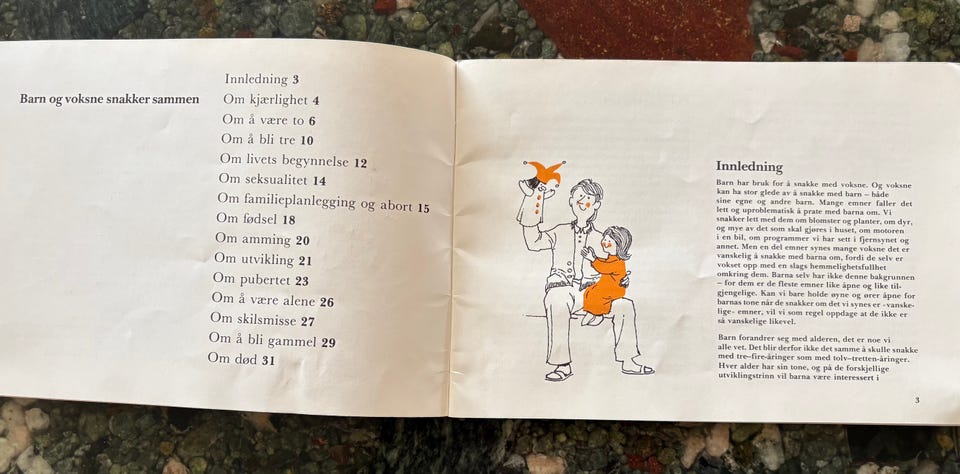 Barn og voksne snakker sammen
Innledning 3
Om kjærlighet 4
Om å være to 6
Om å bli tre 10
Om livets begynnelse 12
Om seksualitet 14
Om familieplanlegging og abort 15
Om fødsel 18
Om amming 20
Om utvikling 21
Om pubertet 23
Om å være alene 26
Om skilsmisse 27
Om å bli gammel 29
Om død 31
Innledning
Barn har bruk for å snakke med voksne. Og voksne
kan ha stor glede av å snakke med barn – både
sine egne og andre barn. Mange emner faller det
lett og uproblematisk å prate med barna om. Vi
snakker lett med dem om blomster og planter, om dyr,
og mye av det som skal gjøres i huset, om motoren
i en bil, om programmer vi har sett i fjernsynet og
annet. Men en del emner synes mange voksne det er
vanskelig å snakke med barna om, fordi de selv er
vokset opp med en slags hemmelighetsfullhet
omkring dem. Barna selv har ikke denne bakgrunnen
– for dem er de fleste emner like åpne og like til-
gjengelige. Kan vi bare holde øyne og ører åpne for
barnas tone når de snakker om det vi synes er «vanske-
lige» emner, vil vi som regel oppdage at de ikke er
så vanskelige likevel.
Barn forandrer seg med alderen, det er noe vi
alle vet. Det blir derfor ikke det samme å skulle snakke
med tre–fire-åringer som med tolv–tretten-åringer.
Hver alder har sin tone, og på de forskjellige
utviklingstrinn vil barna være interessert i
3